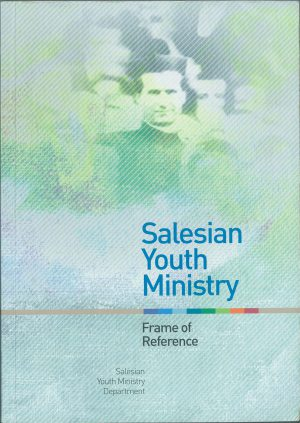 Salesian
Youth
Ministry
Frame of
Reference
Salesian
Youth Ministry
Department